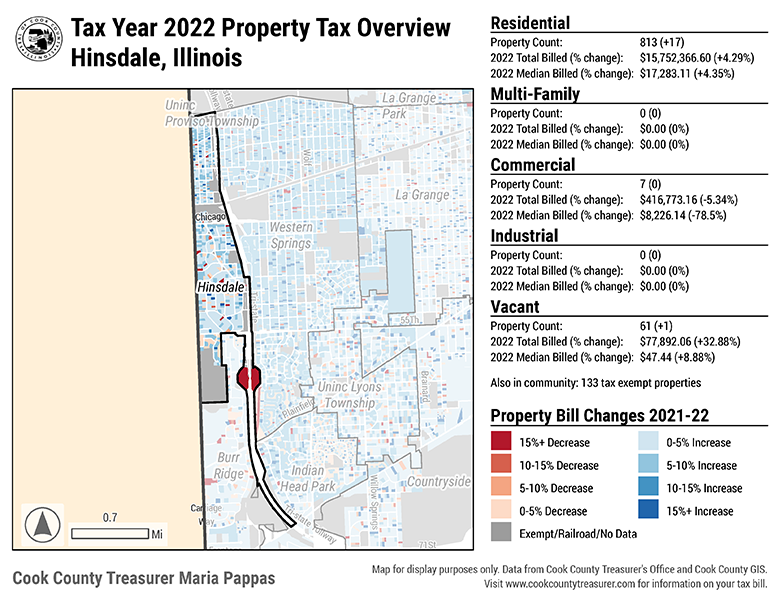 Tax Year 2022 Property Tax Overview
Hinsdale, Illinois
Residential
Property Count: 813 (+17)
2022 Total Billed (% change): $15,752,366.60 (+4.29%)
2022 Median Billed (% change): $17,283.11 (+4.35%)
Multi-Family
Property Count: 0 (0)
2022 Total Billed (% change): $0.00 (0%)
2022 Median Billed (% change): $0.00 (0%)
Commercial
Property Count: 7 (0)
2022 Total Billed (% change): $416,773.16 (-5.34%)
2022 Median Billed (% change): $8,226.14 (-78.5%)
Industrial
Property Count: 0 (0)
2022 Total Billed (% change): $0.00 (0%)
2022 Median Billed (% change): $0.00 (0%)
Vacant
Property Count: 61 (+1)
2022 Total Billed (% change): $77,892.06 (+32.88%)
2022 Median Billed (% change): $47.44 (+8.88%)
Also in community: 133 tax exempt properties
Property Bill Changes 2021-22
15%+ Decrease
10-15% Decrease
5-10% Decrease
0-5% Decrease
Exempt/Railroad/No Data
0-5% Increase
5-10% Increase
10-15% Increase
15%+ Increase
Uninc
Proviso Township
La Grange
Park
Wolf
La Grange
Chicago
Western
Springs
Hinsdale
55Th
Uninc Lyons
Township
Brainard
Plainfield
Burr
Ridge
Indian
Head Park
Countryside
Willow Springs
Carriage
Way
71St
0.7
Mi
Cook County Treasurer Maria Pappas
Map for display purposes only. Data from Cook County Treasurer's Office and Cook County GIS.
Visit www.cookcountytreasurer.com for information on your tax bill.